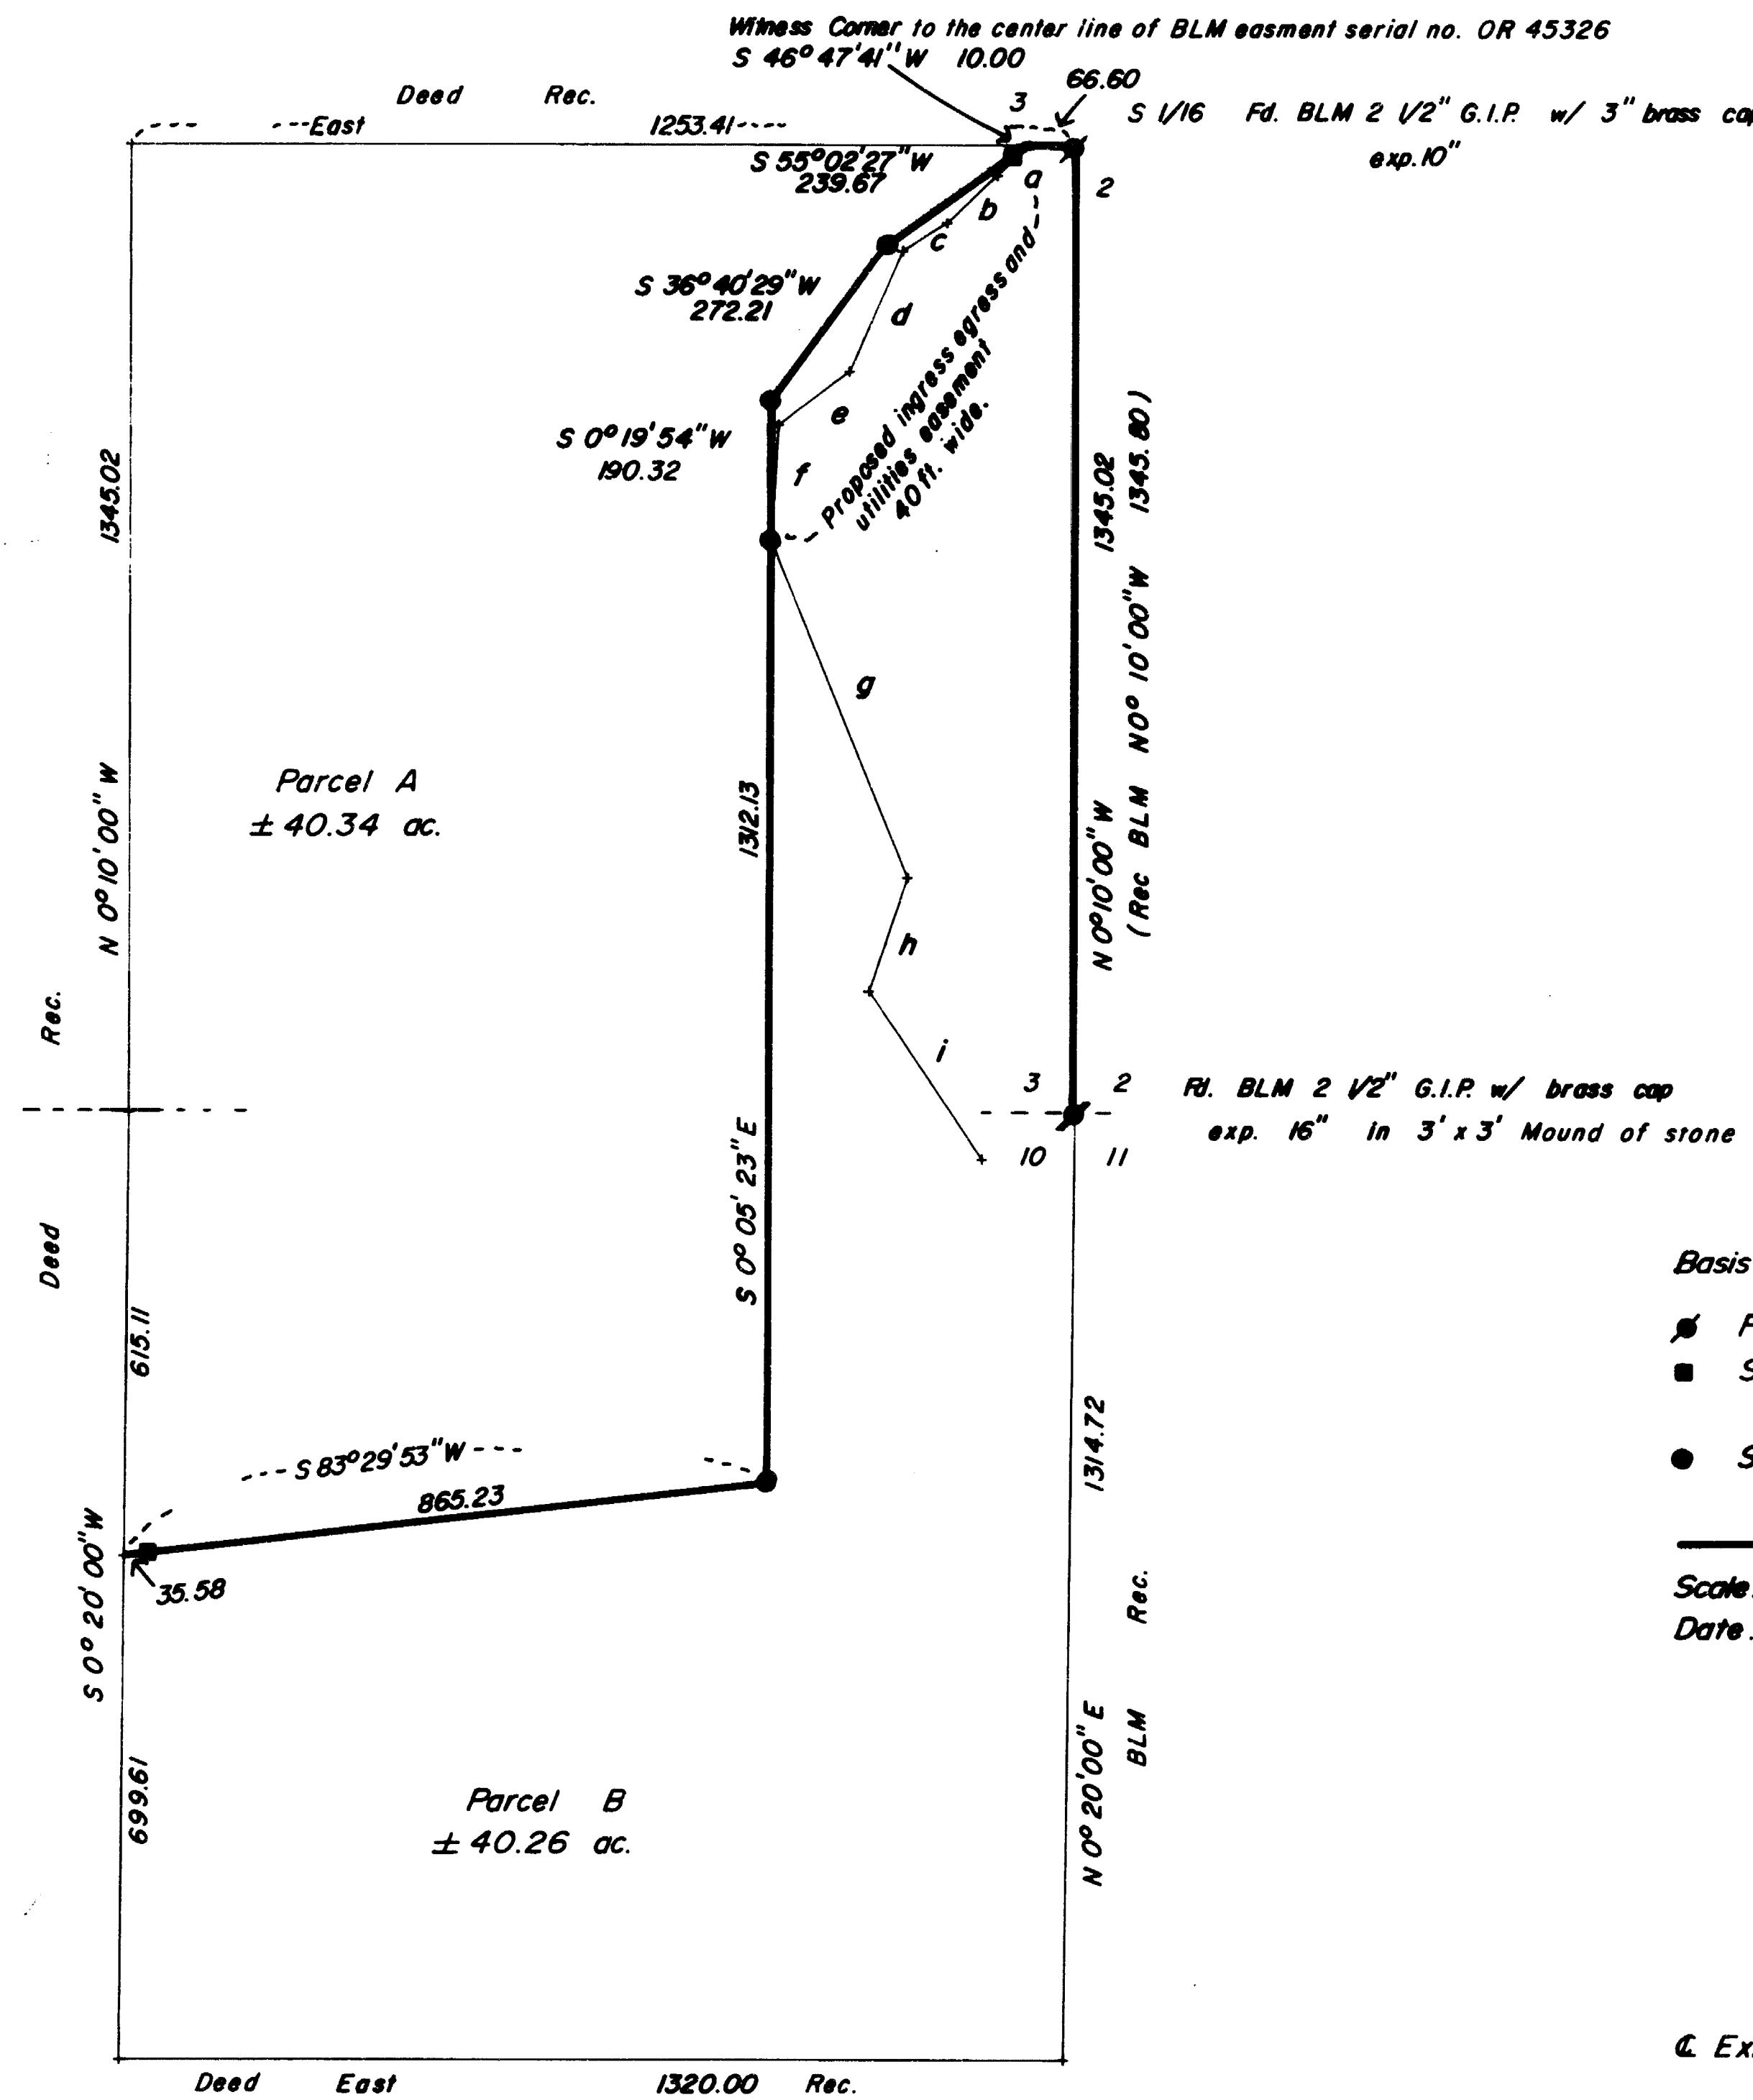 Witness Corner to the center line of BLM easment serial no. OR 45326
S 46° 47' 41" W 10.00
66.60
Deed Rec.
3
S 1/16 Fd. BLM 2 1/2" G.I.P. w/ 3" brass cap
exp. 10"
East 1253.41
S 55° 02' 27" W
239.67
a
2
b
c
S 36° 40' 29" W
272.21
d
Proposed ingress egress and
utilities easement
40 ft. wide.
e
S 0° 19' 54" W
190.32
f
1345.02
N 0° 10' 00" W
1345.02
N 0° 10' 00" W
(Rec BLM N 0° 10' 00" W 1345.80)
g
Parcel A
± 40.34 ac.
1312.13
S 0° 05' 23" E
h
Deed Rec.
i
3 2
10 11
Fd. BLM 2 1/2" G.I.P. w/ brass cap
exp. 16" in 3' x 3' Mound of stone
Basis
615.11
S
S
1314.72
S 83° 29' 53" W
865.23
35.58
S 0° 20' 00" W
699.61
Scale
Date
N 0° 20' 00" E
BLM Rec.
Parcel B
± 40.26 ac.
℄ Ex.
Deed East 1320.00 Rec.